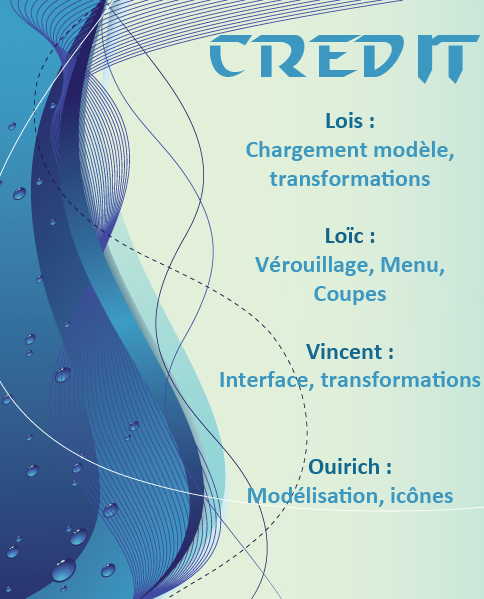 CREDIT
Lois :
Chargement modèle,
transformations
Loïc :
Vérouillage, Menu,
Coupes
Vincent :
Interface, transformations
Ouirich :
Modélisation, icônes